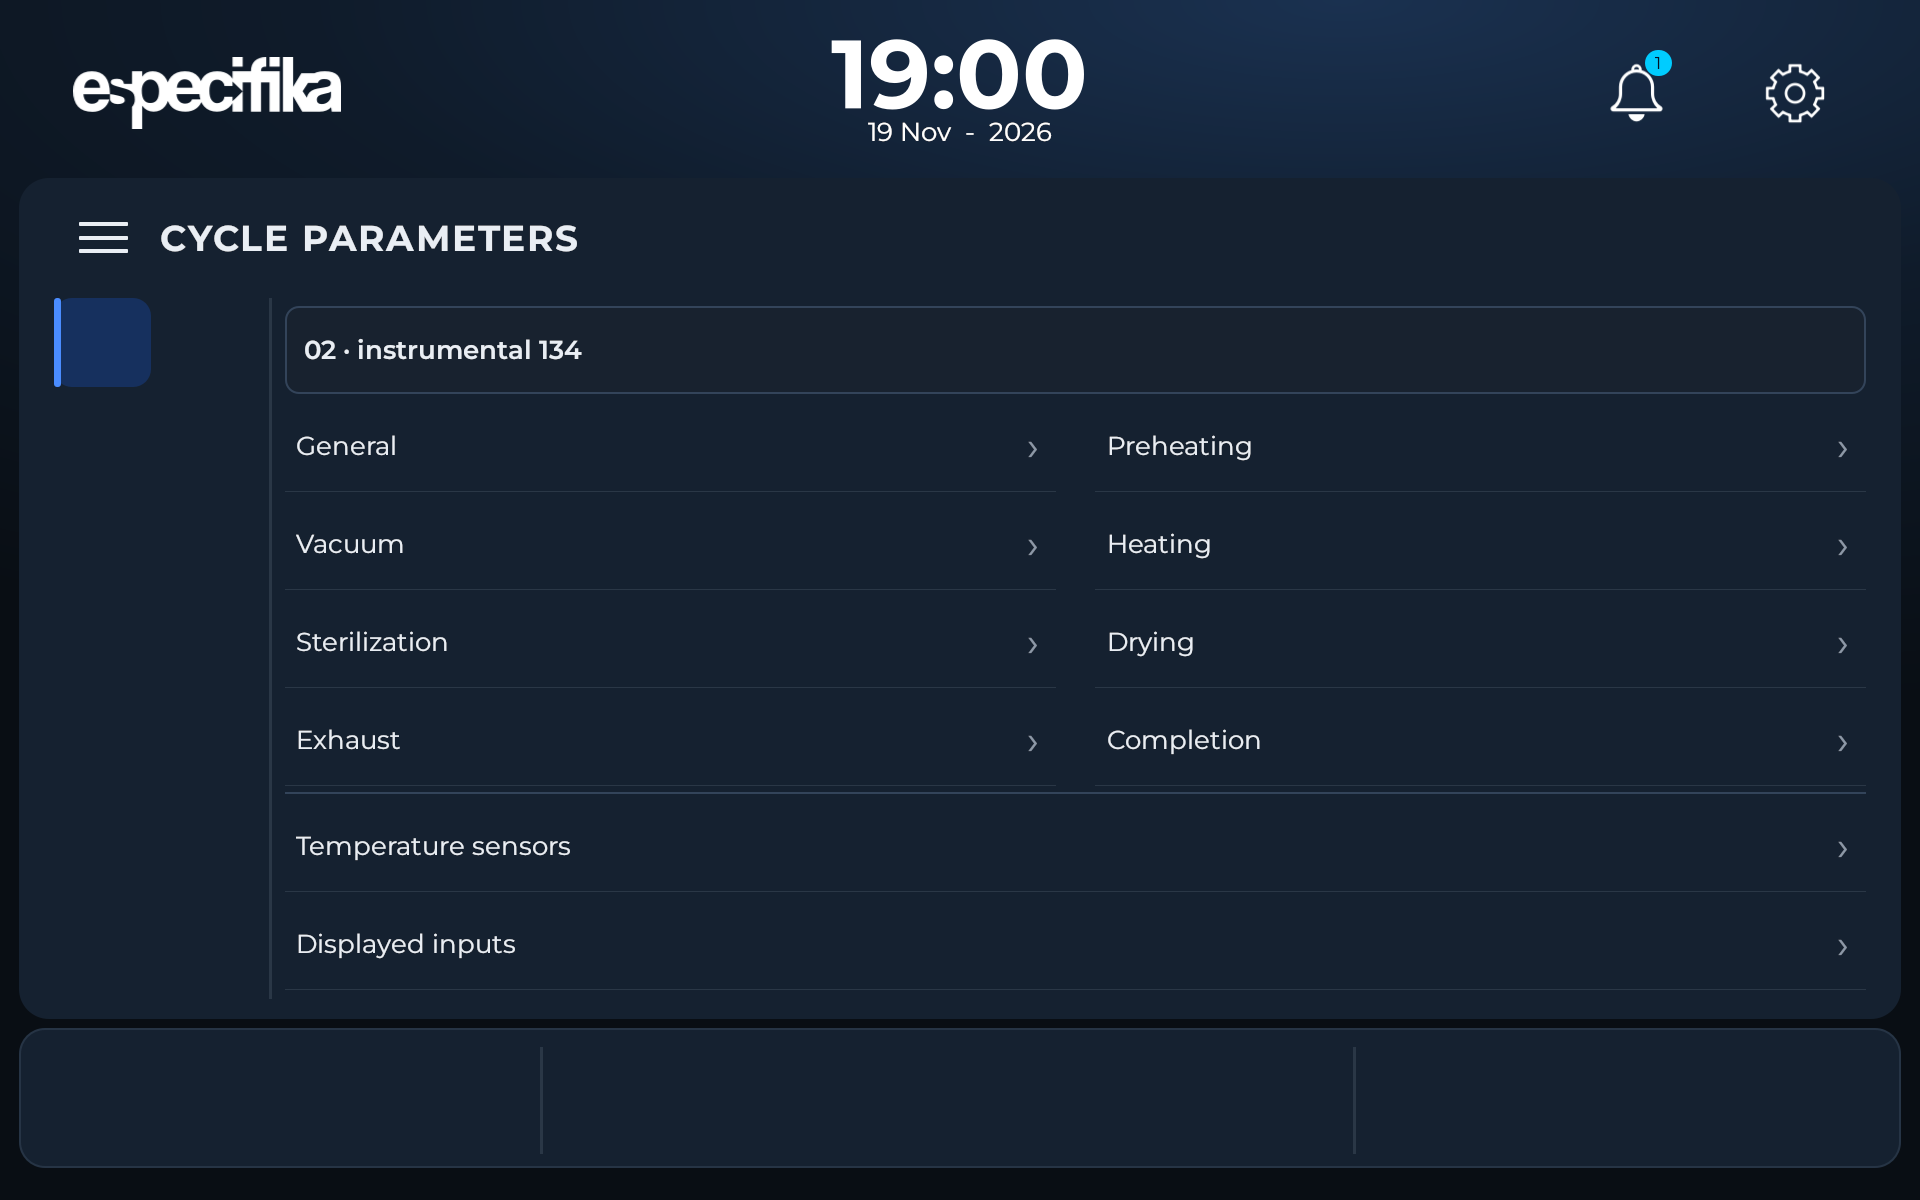 especifika
19:00
19 Nov - 2026
1
CYCLE PARAMETERS
02 · instrumental 134
General
Preheating
Vacuum
Heating
Sterilization
Drying
Exhaust
Completion
Temperature sensors
Displayed inputs